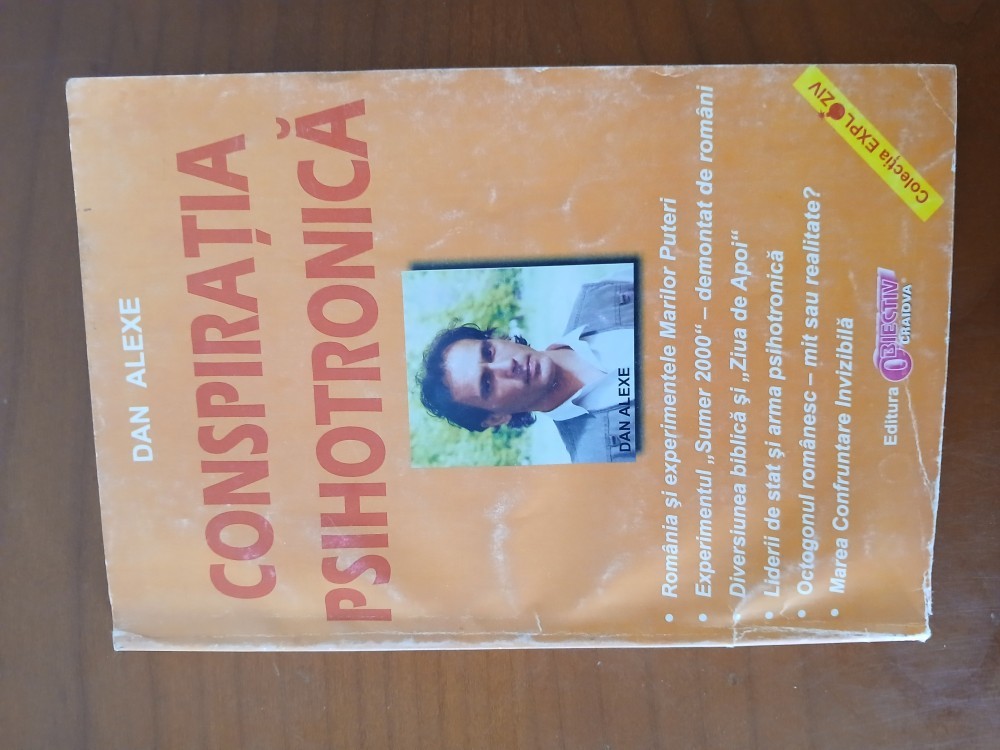 DAN ALEXE
CONSPIRAȚIA
PSIHOTRONICĂ
DAN ALEXE
• România și experimentele Marilor Puteri
• Experimentul „Sumer 2000“ – demontat de români
• Diversiunea biblică și „Ziua de Apoi“
• Liderii de stat și arma psihotronică
• Octogonul românesc – mit sau realitate?
• Marea Confruntare Invizibilă
Colecția EXPLOZIV
Editura OBIECTIV
CRAIOVA